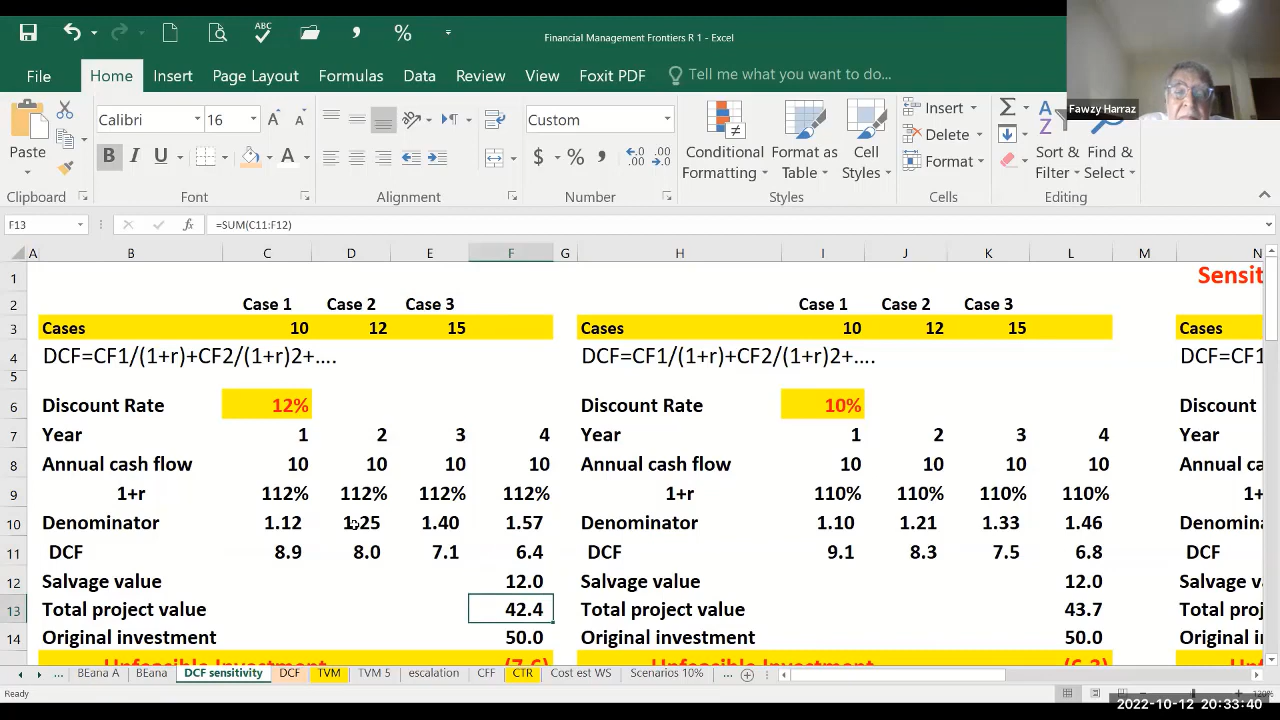 ABC
Financial Management Frontiers R 1 - Excel
File Home Insert Page Layout Formulas Data Review View Foxit PDF Tell me what you want to do...
Fawzy Harraz
Paste
Calibri 16
Custom
Conditional Formatting
Format as Table
Cell Styles
Insert
Delete
Format
Sort & Filter
Find & Select
Clipboard Font Alignment Number Styles Cells Editing
F13 =SUM(C11:F12)
A B C D E F G H I J K L M N
1 Sensit
2 Case 1 Case 2 Case 3 Case 1 Case 2 Case 3
3 Cases 10 12 15 Cases 10 12 15 Cases
4 DCF=CF1/(1+r)+CF2/(1+r)2+.... DCF=CF1/(1+r)+CF2/(1+r)2+.... DCF=CF1
5
6 Discount Rate 12% Discount Rate 10% Discount
7 Year 1 2 3 4 Year 1 2 3 4 Year
8 Annual cash flow 10 10 10 10 Annual cash flow 10 10 10 10 Annual ca
9 1+r 112% 112% 112% 112% 1+r 110% 110% 110% 110% 1+
10 Denominator 1.12 1.25 1.40 1.57 Denominator 1.10 1.21 1.33 1.46 Denomina
11 DCF 8.9 8.0 7.1 6.4 DCF 9.1 8.3 7.5 6.8 DCF
12 Salvage value 12.0 Salvage value 12.0 Salvage va
13 Total project value 42.4 Total project value 43.7 Total proj
14 Original investment 50.0 Original investment 50.0 Original in
Unfeasible Investment (7.6) Unfeasible Investment (6.3)
... BEana A BEana DCF sensitivity DCF TVM TVM 5 escalation CFF CTR Cost est WS Scenarios 10% ...
Ready 120%
2022-10-12 20:33:40